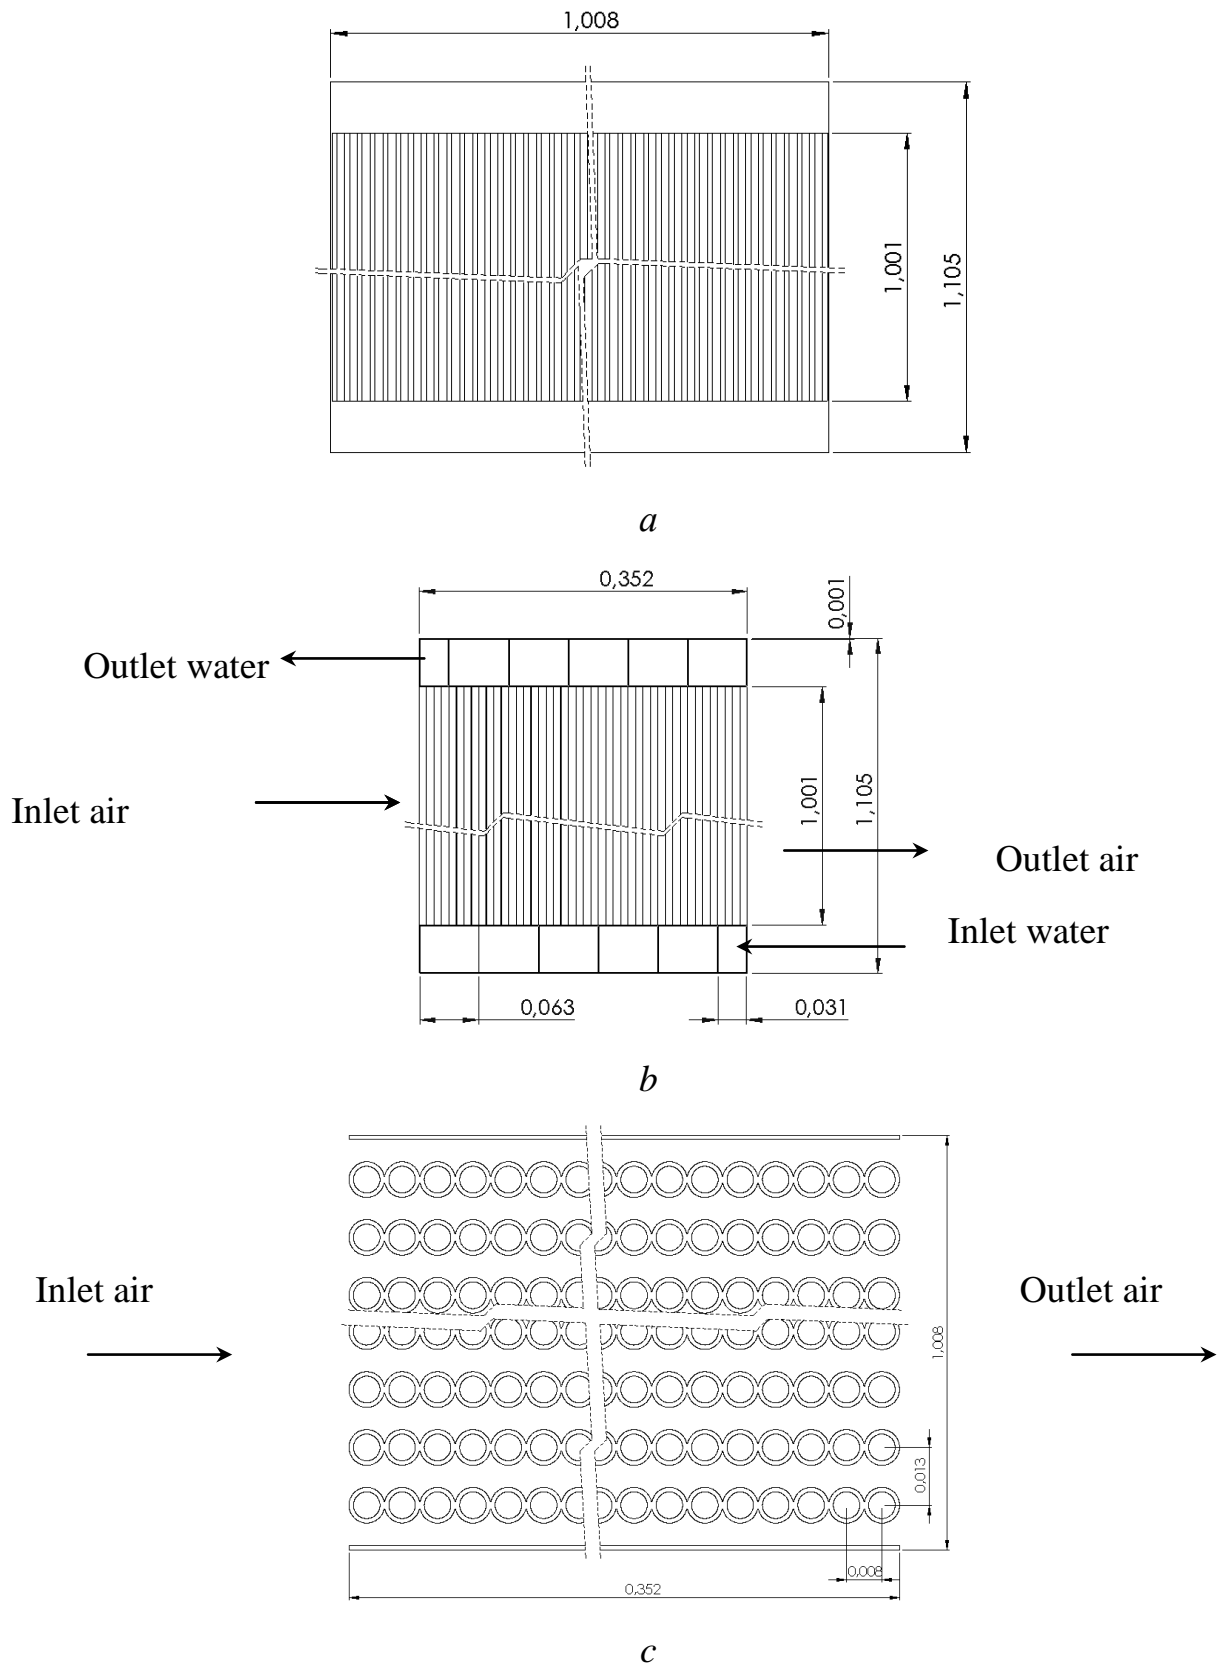 1,008
1,001
1,105
a
0,352
0,001
Outlet water
Inlet air
1,001
1,105
Outlet air
Inlet water
0,063
0,031
b
Inlet air
Outlet air
1,008
0,013
0,008
0,352
c